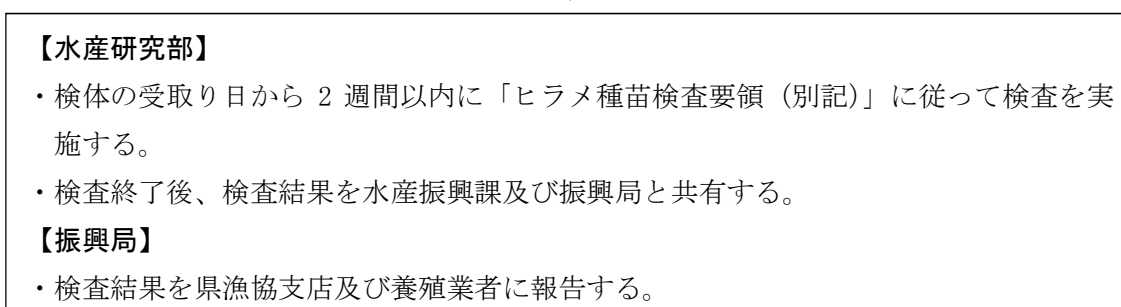 【水産研究部】
・検体の受取り日から 2 週間以内に「ヒラメ種苗検査要領（別記）」に従って検査を実
施する。
・検査終了後、検査結果を水産振興課及び振興局と共有する。
【振興局】
・検査結果を県漁協支店及び養殖業者に報告する。